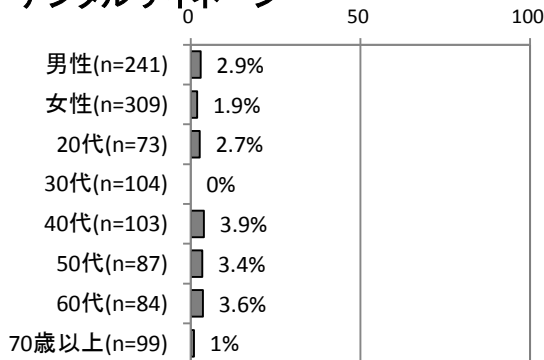 0 50 100
男性(n=241) 2.9%
女性(n=309) 1.9%
20代(n=73) 2.7%
30代(n=104) 0%
40代(n=103) 3.9%
50代(n=87) 3.4%
60代(n=84) 3.6%
70歳以上(n=99) 1%